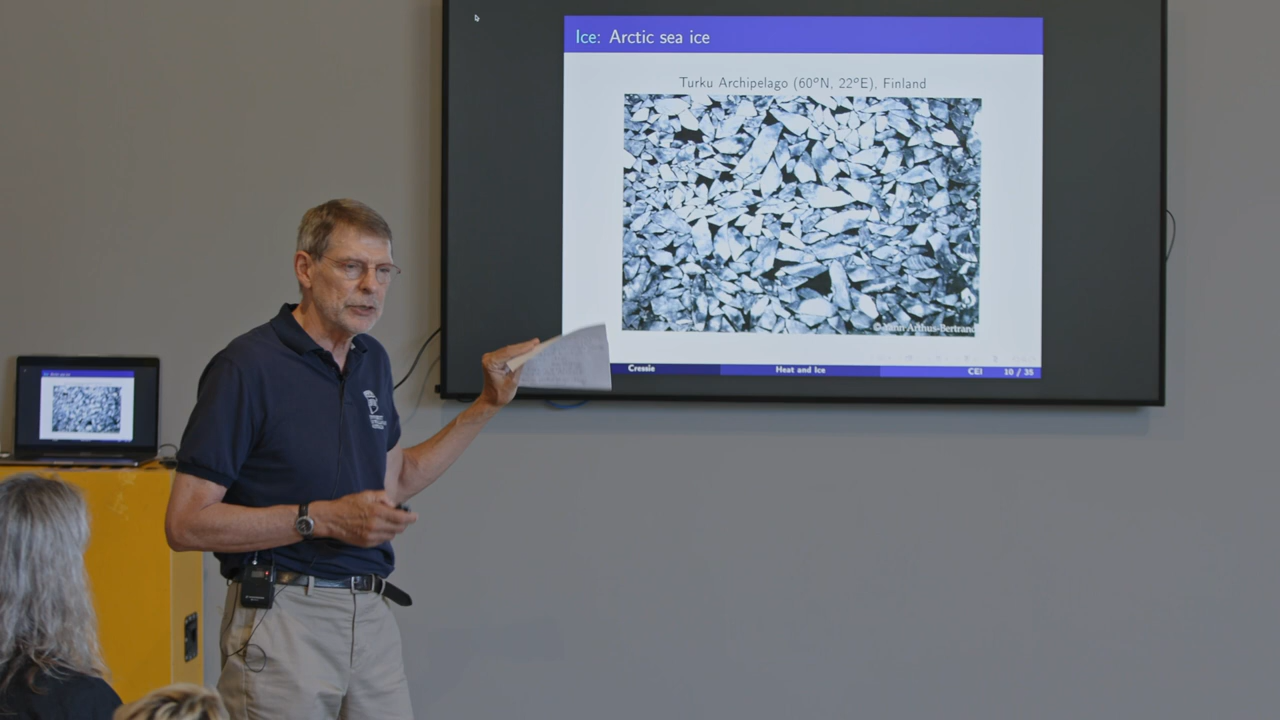 Ice: Arctic sea ice
Turku Archipelago (60°N, 22°E), Finland
© Yann Arthus-Bertrand
Cressie Heat and Ice CEI 10 / 35